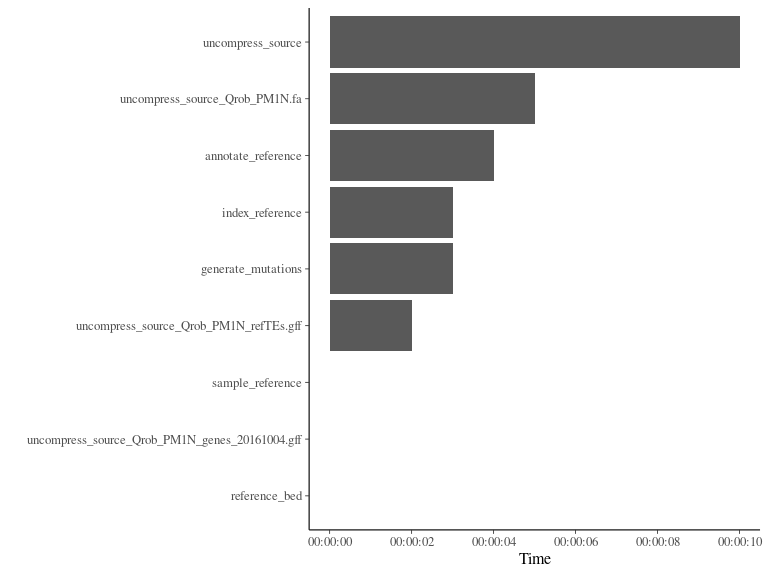 uncompress_source
uncompress_source_Qrob_PM1N.fa
annotate_reference
index_reference
generate_mutations
uncompress_source_Qrob_PM1N_refTEs.gff
sample_reference
uncompress_source_Qrob_PM1N_genes_20161004.gff
reference_bed
00:00:00 00:00:02 00:00:04 00:00:06 00:00:08 00:00:10
Time